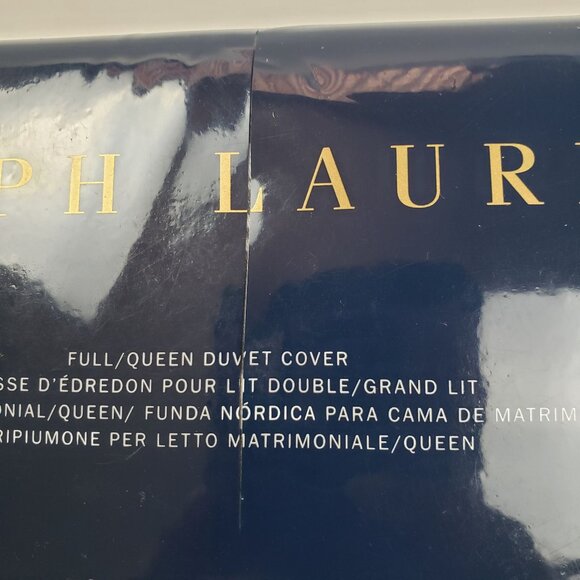 PH LAUR
FULL/QUEEN DUVET COVER
SSE D'ÉDREDON POUR LIT DOUBLE/GRAND LIT
ONIAL/QUEEN/ FUNDA NÓRDICA PARA CAMA DE MATRIM
RIPIUMONE PER LETTO MATRIMONIALE/QUEEN